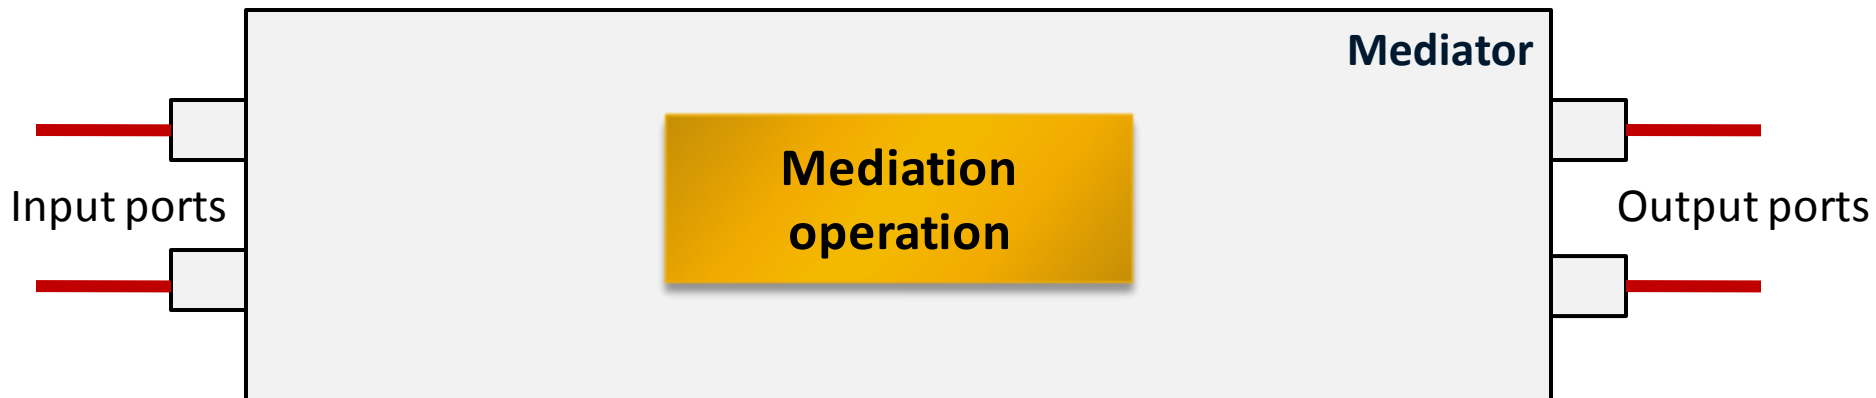 Mediator
Mediation
operation
Input ports
Output ports